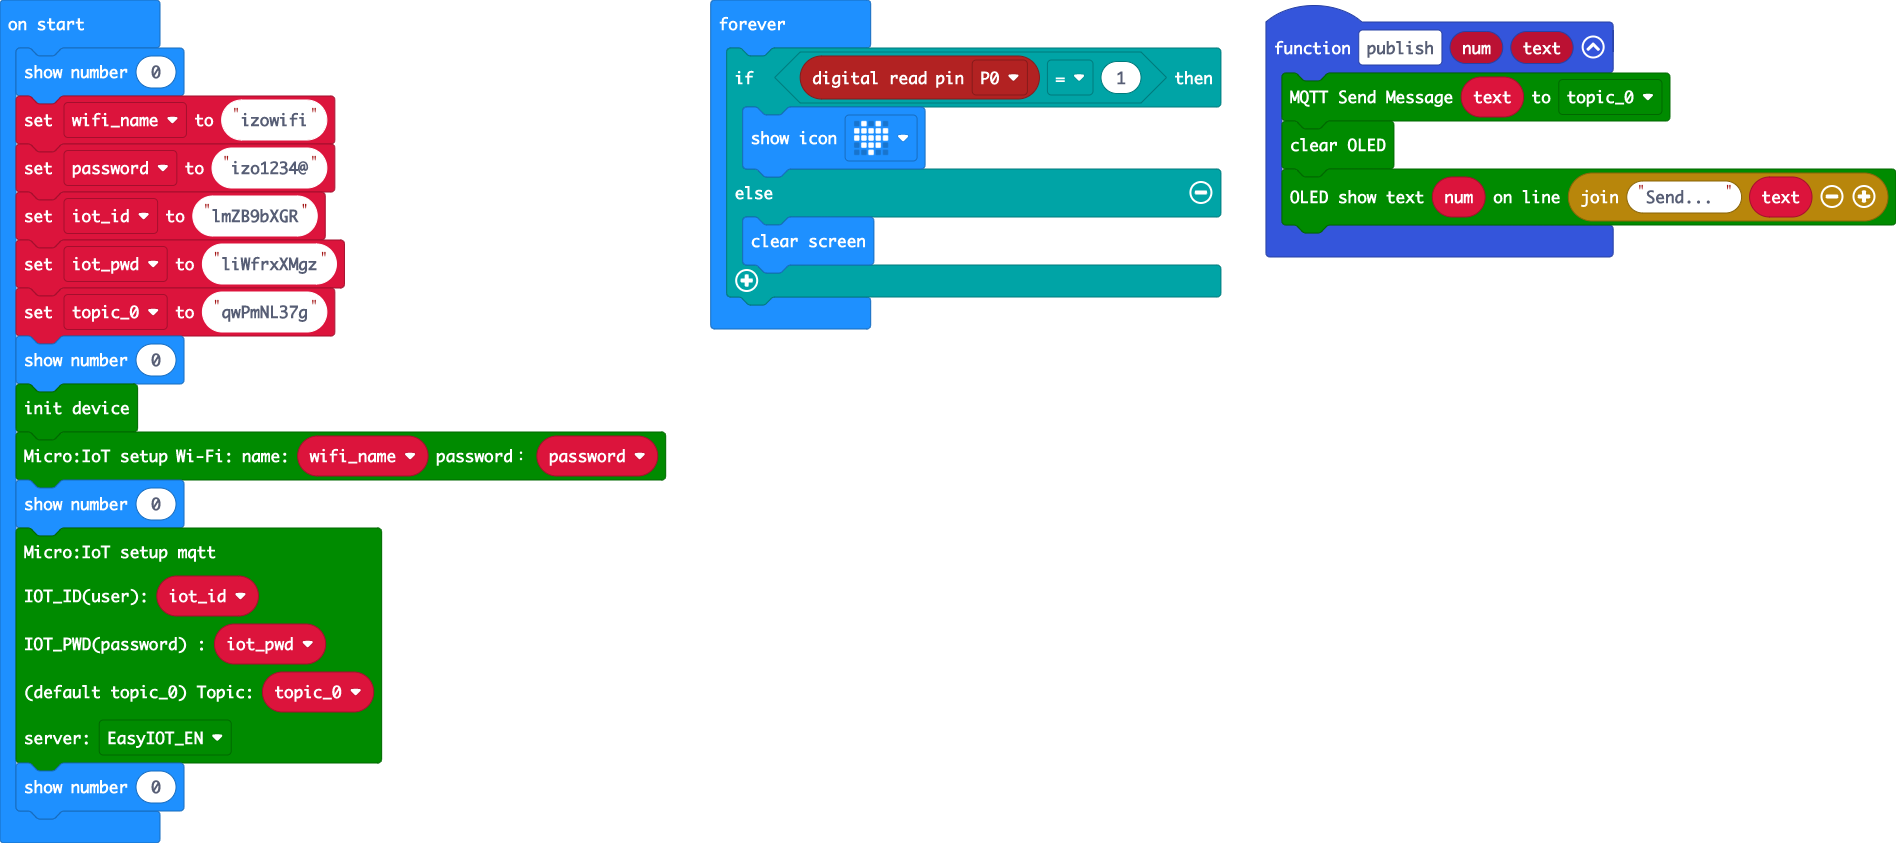 on start
show number 0
set wifi_name to "izowifi"
set password to "izo1234@"
set iot_id to "lmZB9bXGR"
set iot_pwd to "liWfrxXMgz"
set topic_0 to "qwPmNL37g"
show number 0
init device
Micro:IoT setup Wi-Fi: name: wifi_name password: password
show number 0
Micro:IoT setup mqtt
IOT_ID(user): iot_id
IOT_PWD(password) : iot_pwd
(default topic_0) Topic: topic_0
server: EasyIOT_EN
show number 0
forever
if digital read pin P0 = 1 then
show icon
else
clear screen
function publish num text
MQTT Send Message text to topic_0
clear OLED
OLED show text num on line join "Send... " text